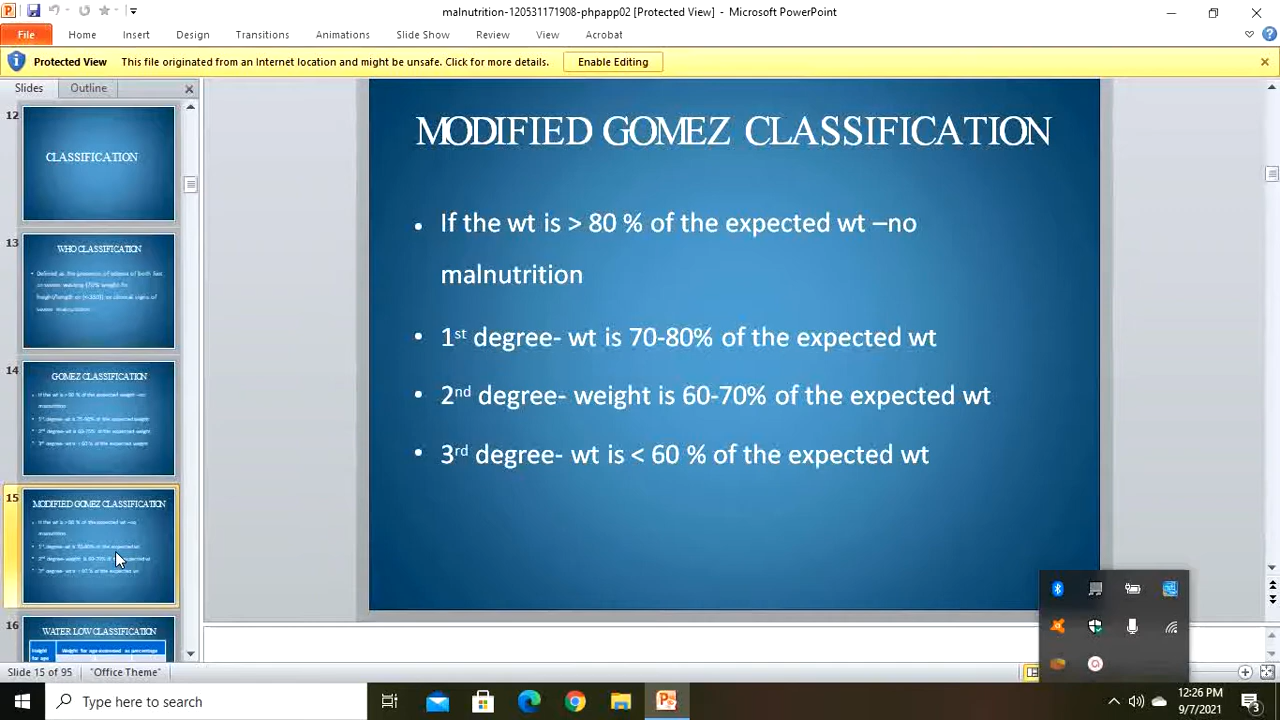 malnutrition-120531171908-phpapp02 [Protected View] - Microsoft PowerPoint
File Home Insert Design Transitions Animations Slide Show Review View Acrobat
Protected View This file originated from an Internet location and might be unsafe. Click for more details. Enable Editing
Slides Outline
12
CLASSIFICATION
13
WHO CLASSIFICATION
14
GOMEZ CLASSIFICATION
15
MODIFIED GOMEZ CLASSIFICATION
16
WATER LOW CLASSIFICATION
MODIFIED GOMEZ CLASSIFICATION
• If the wt is > 80 % of the expected wt –no
malnutrition
• 1st degree- wt is 70-80% of the expected wt
• 2nd degree- weight is 60-70% of the expected wt
• 3rd degree- wt is < 60 % of the expected wt
Slide 15 of 95 "Office Theme"
Type here to search
12:26 PM
9/7/2021
3